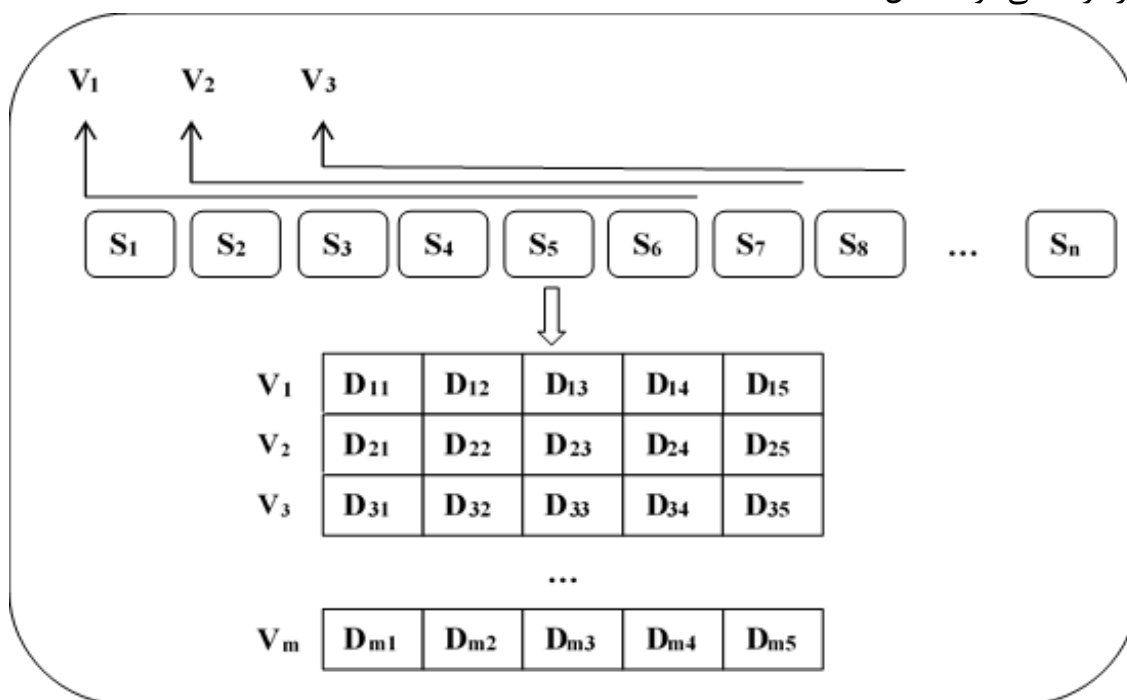 V₁ V₂ V₃
S₁ S₂ S₃ S₄ S₅ S₆ S₇ S₈ ... Sₙ
V₁ D₁₁ D₁₂ D₁₃ D₁₄ D₁₅
V₂ D₂₁ D₂₂ D₂₃ D₂₄ D₂₅
V₃ D₃₁ D₃₂ D₃₃ D₃₄ D₃₅
...
Vₘ Dₘ₁ Dₘ₂ Dₘ₃ Dₘ₄ Dₘ₅